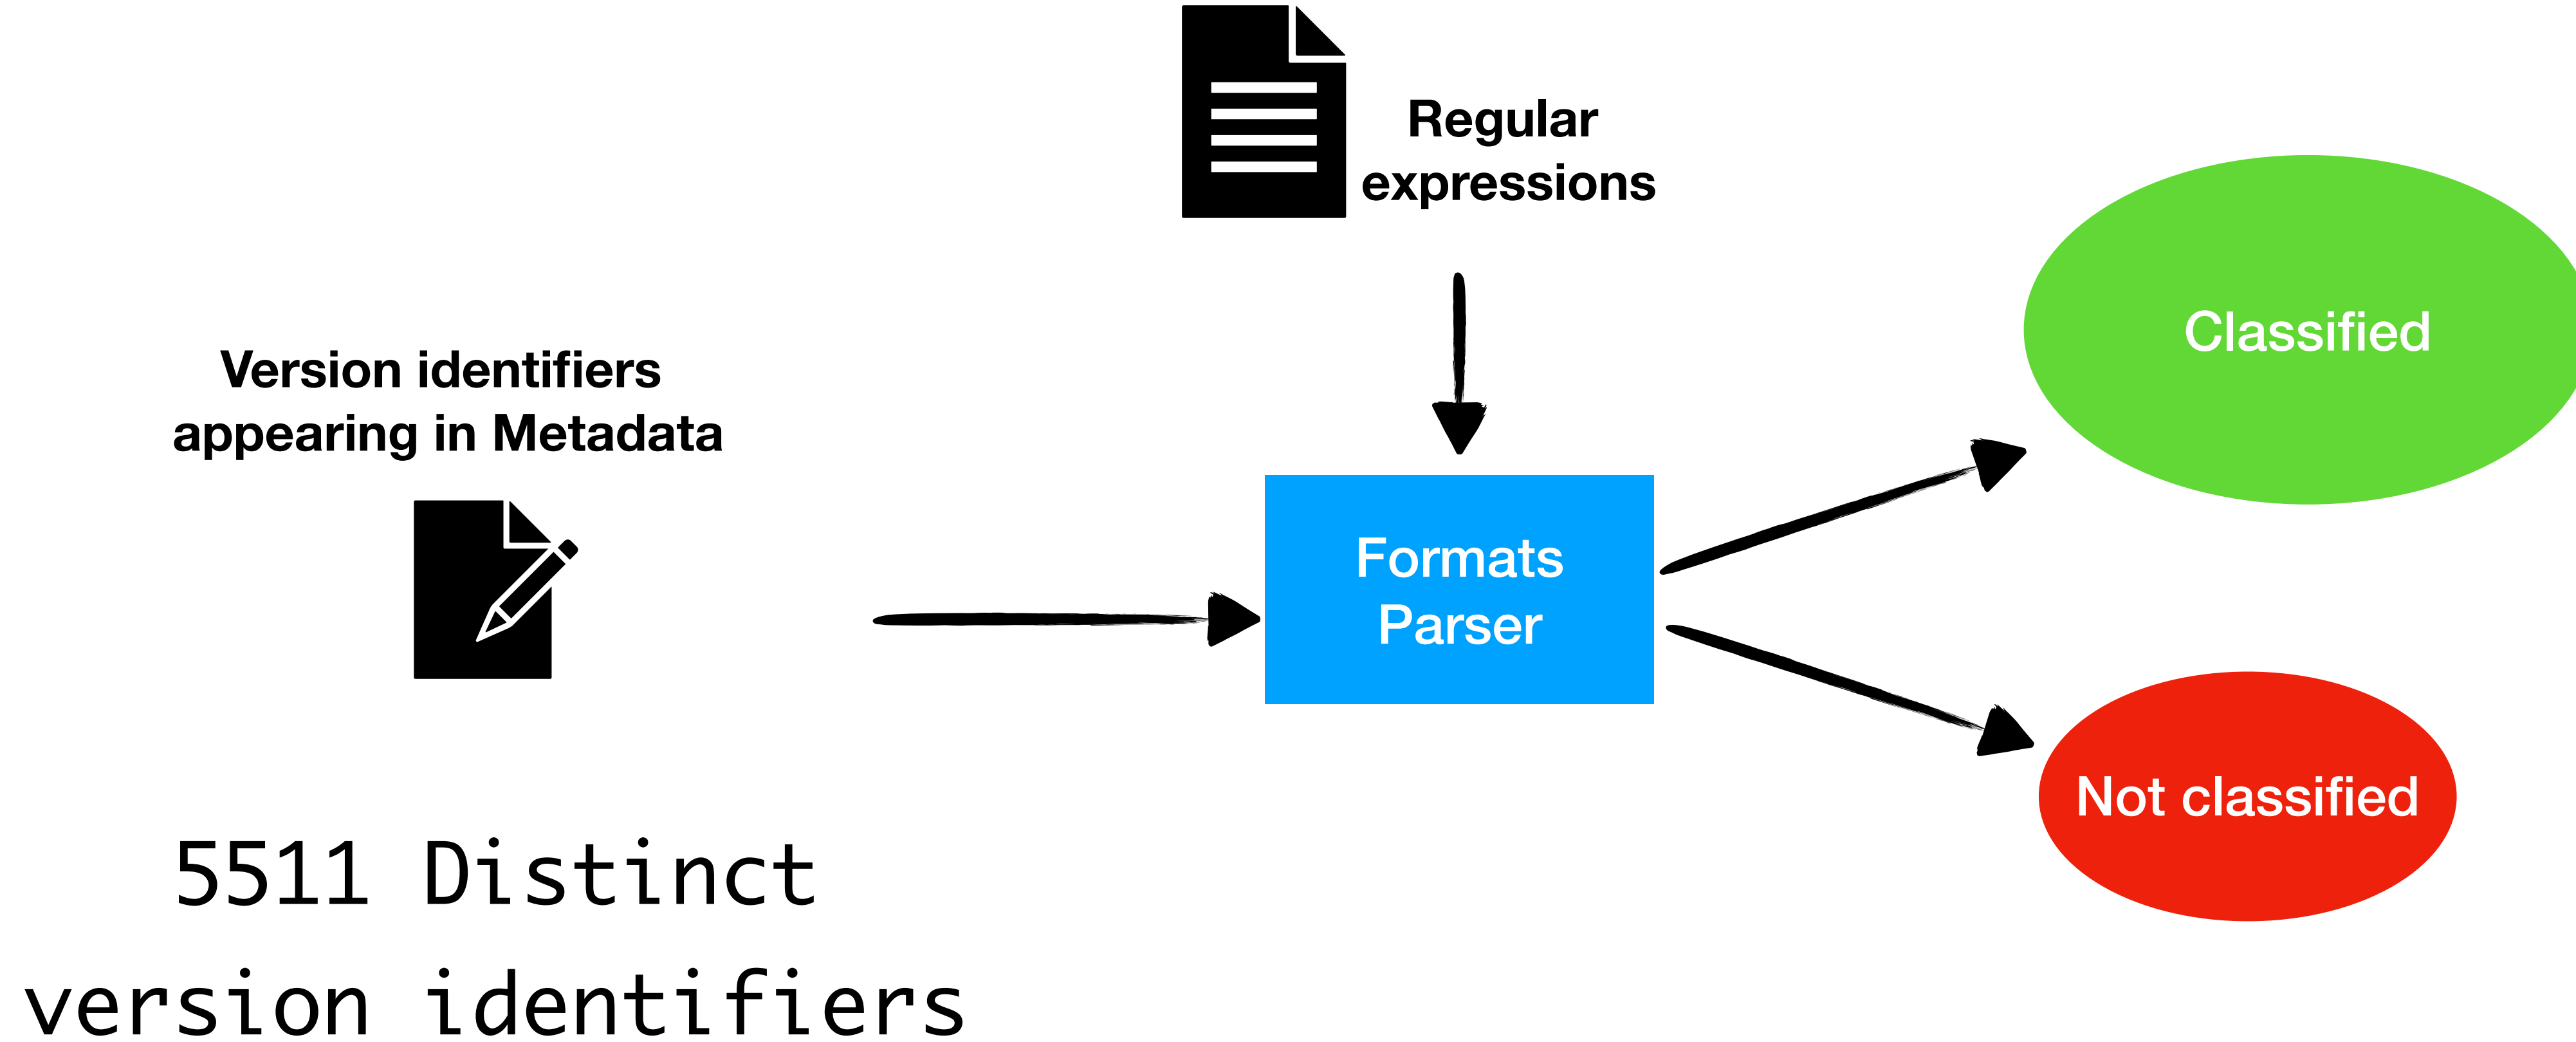 Regular
expressions
Version identifiers
appearing in Metadata
Classified
Formats
Parser
Not classified
5511 Distinct
version identifiers